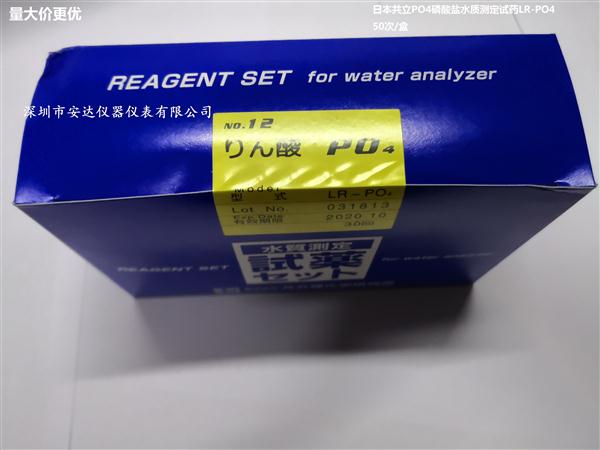 量大价更优
日本共立PO4磷酸盐水质测定试药LR-PO4
50次/盒
REAGENT SET for water analyzer
深圳市安达仪器仪表有限公司
NO.12
りん酸 PO4
Model
型式 LR-PO4
Lot No. 031813
Exp.Date 2020.10
有效期限
水質測定
REAGENT SET 試薬 for water analyzer
セット